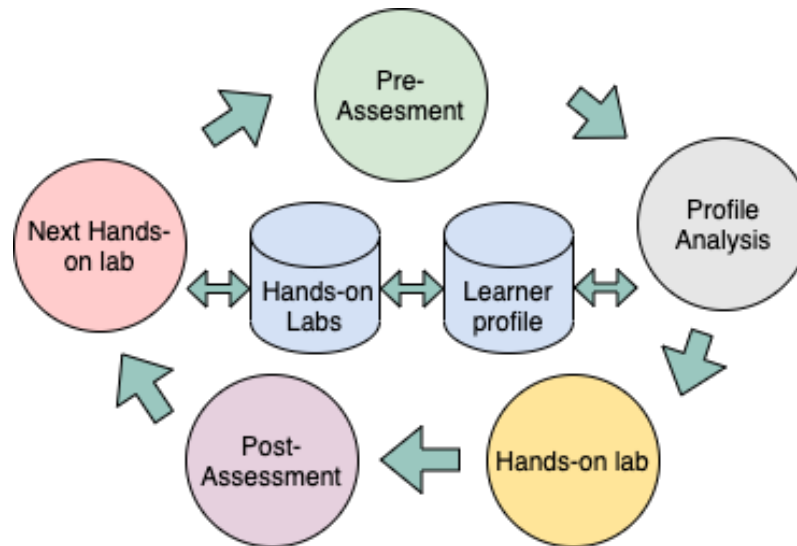 Pre-
Assesment
Profile
Analysis
Next Hands-
on lab
Hands-on
Labs
Learner
profile
Post-
Assessment
Hands-on lab